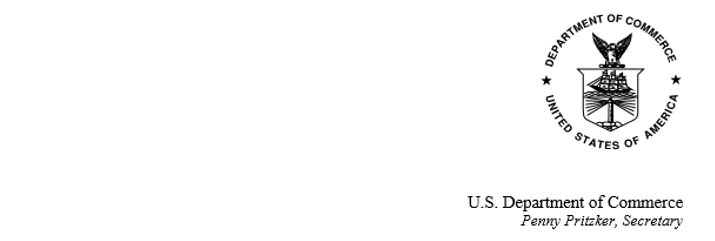 DEPARTMENT OF COMMERCE
UNITED STATES OF AMERICA
U.S. Department of Commerce
Penny Pritzker, Secretary